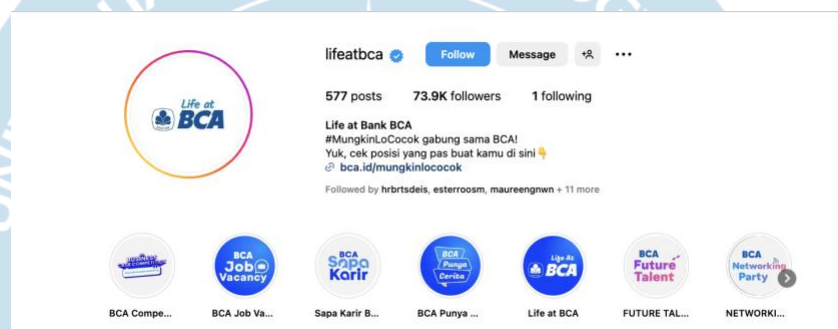 lifeatbca Follow Message
577 posts 73.9K followers 1 following
Life at Bank BCA
#MungkinLoCocok gabung sama BCA!
Yuk, cek posisi yang pas buat kamu di sini👇
bca.id/mungkinlococok
Followed by hrbrtsdeis, esterroosm, maureengnwn + 11 more
Life at
BCA
BCA
Job
Vacancy
BCA
Sapa
Karir
BCA
Punya
Cerita
Life At
BCA
BCA
Future
Talent
BCA
Networking
Party
BCA Compe... BCA Job Va... Sapa Karir B... BCA Punya ... Life at BCA FUTURE TAL... NETWORKI...